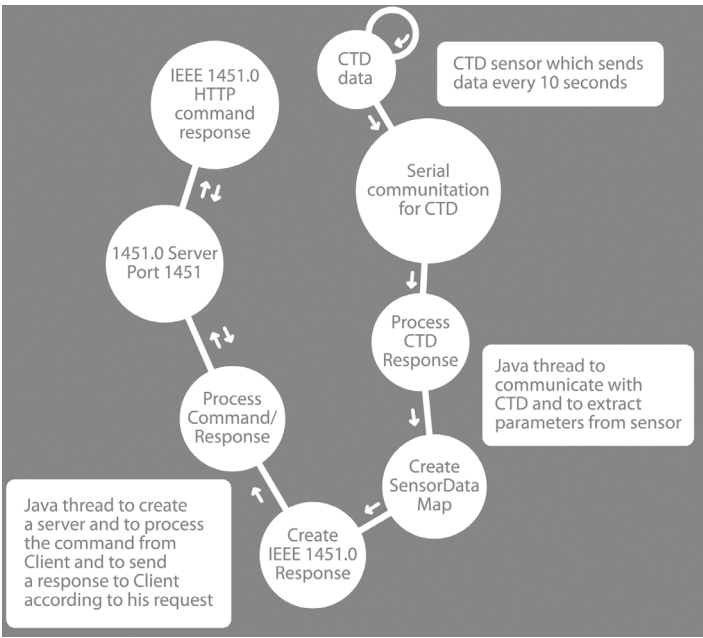 IEEE 1451.0
HTTP
command
response
CTD
data
CTD sensor which sends
data every 10 seconds
Serial
communitation
for CTD
1451.0 Server
Port 1451
Process
CTD
Response
Java thread to
communicate with
CTD and to extract
parameters from sensor
Process
Command/
Response
Create
SensorData
Map
Java thread to create
a server and to process
the command from
Client and to send
a response to Client
according to his request
Create
IEEE 1451.0
Response